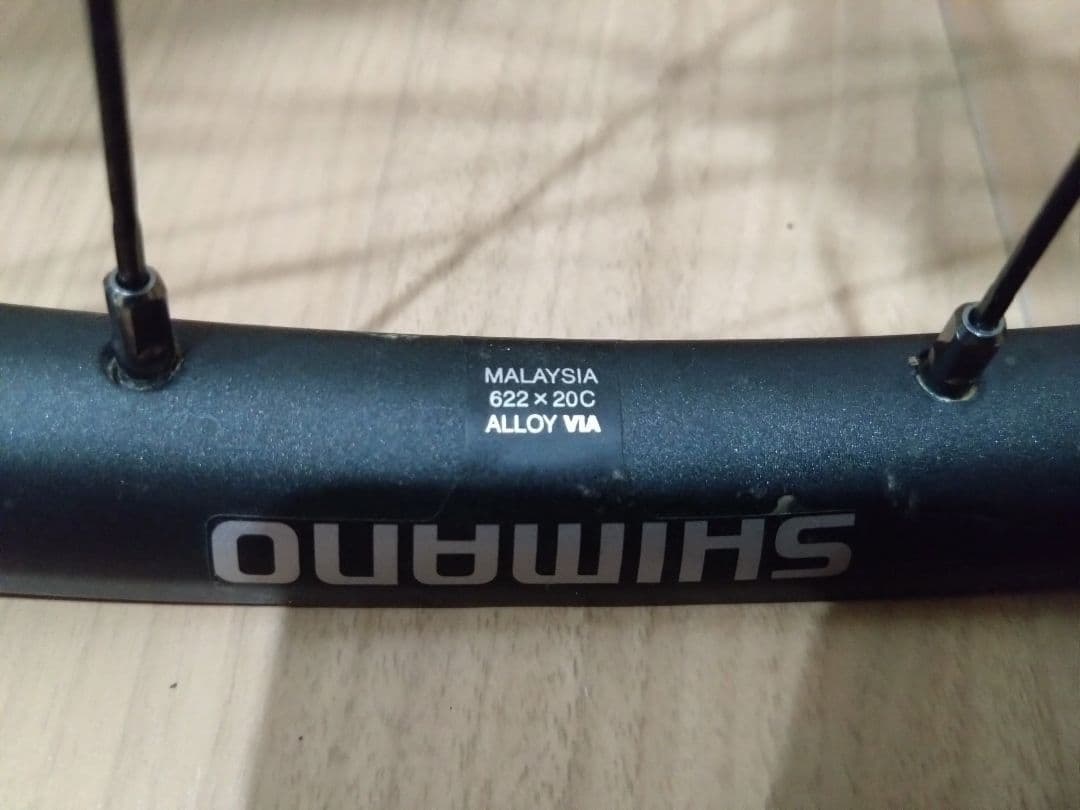 MALAYSIA
622 × 20C
ALLOY VIA
SHIMANO